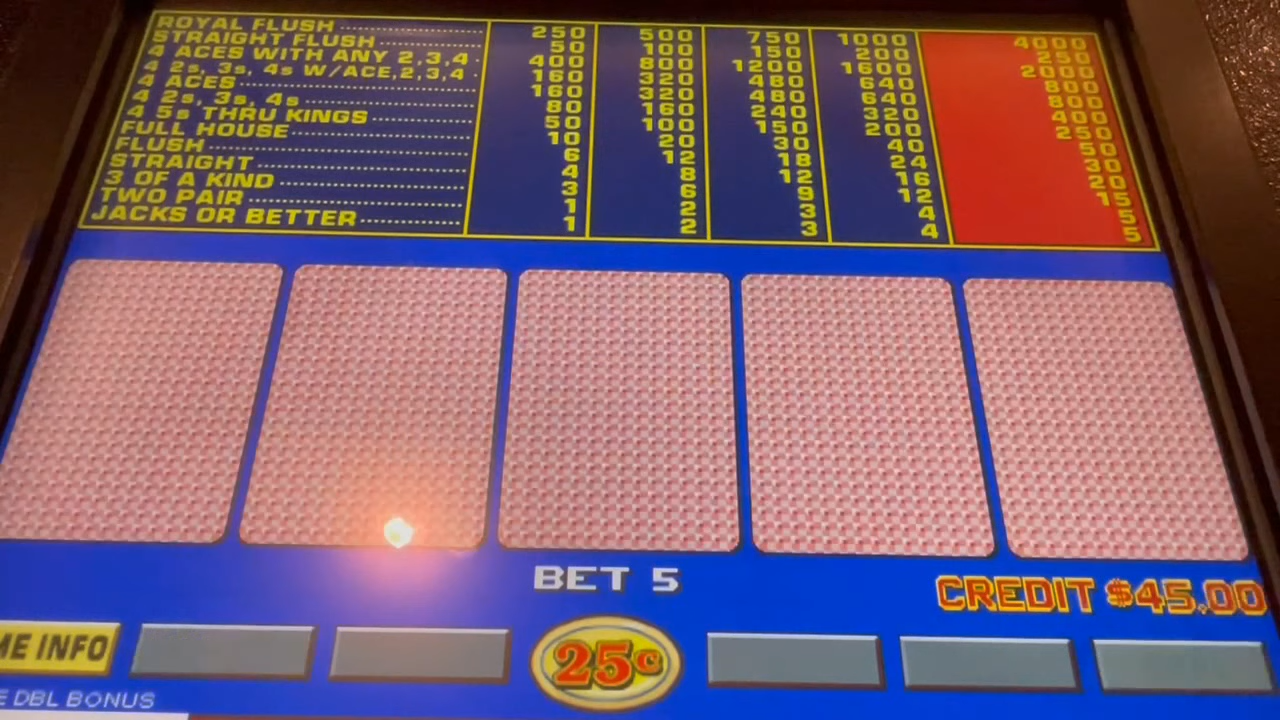 ROYAL FLUSH 250 500 750 1000 4000
STRAIGHT FLUSH 50 100 150 200 250
4 ACES WITH ANY 2,3,4 400 800 1200 1600 2000
4 2s, 3s, 4s W/ACE,2,3,4 160 320 480 640 800
4 ACES 160 320 480 640 800
4 2s, 3s, 4s 80 160 240 320 400
4 5s THRU KINGS 50 100 150 200 250
FULL HOUSE 10 20 30 40 50
FLUSH 6 12 18 24 30
STRAIGHT 4 8 12 16 20
3 OF A KIND 3 6 9 12 15
TWO PAIR 1 2 3 4 5
JACKS OR BETTER 1 2 3 4 5
BET 5
CREDIT $45.00
ME INFO
25¢
E DBL BONUS